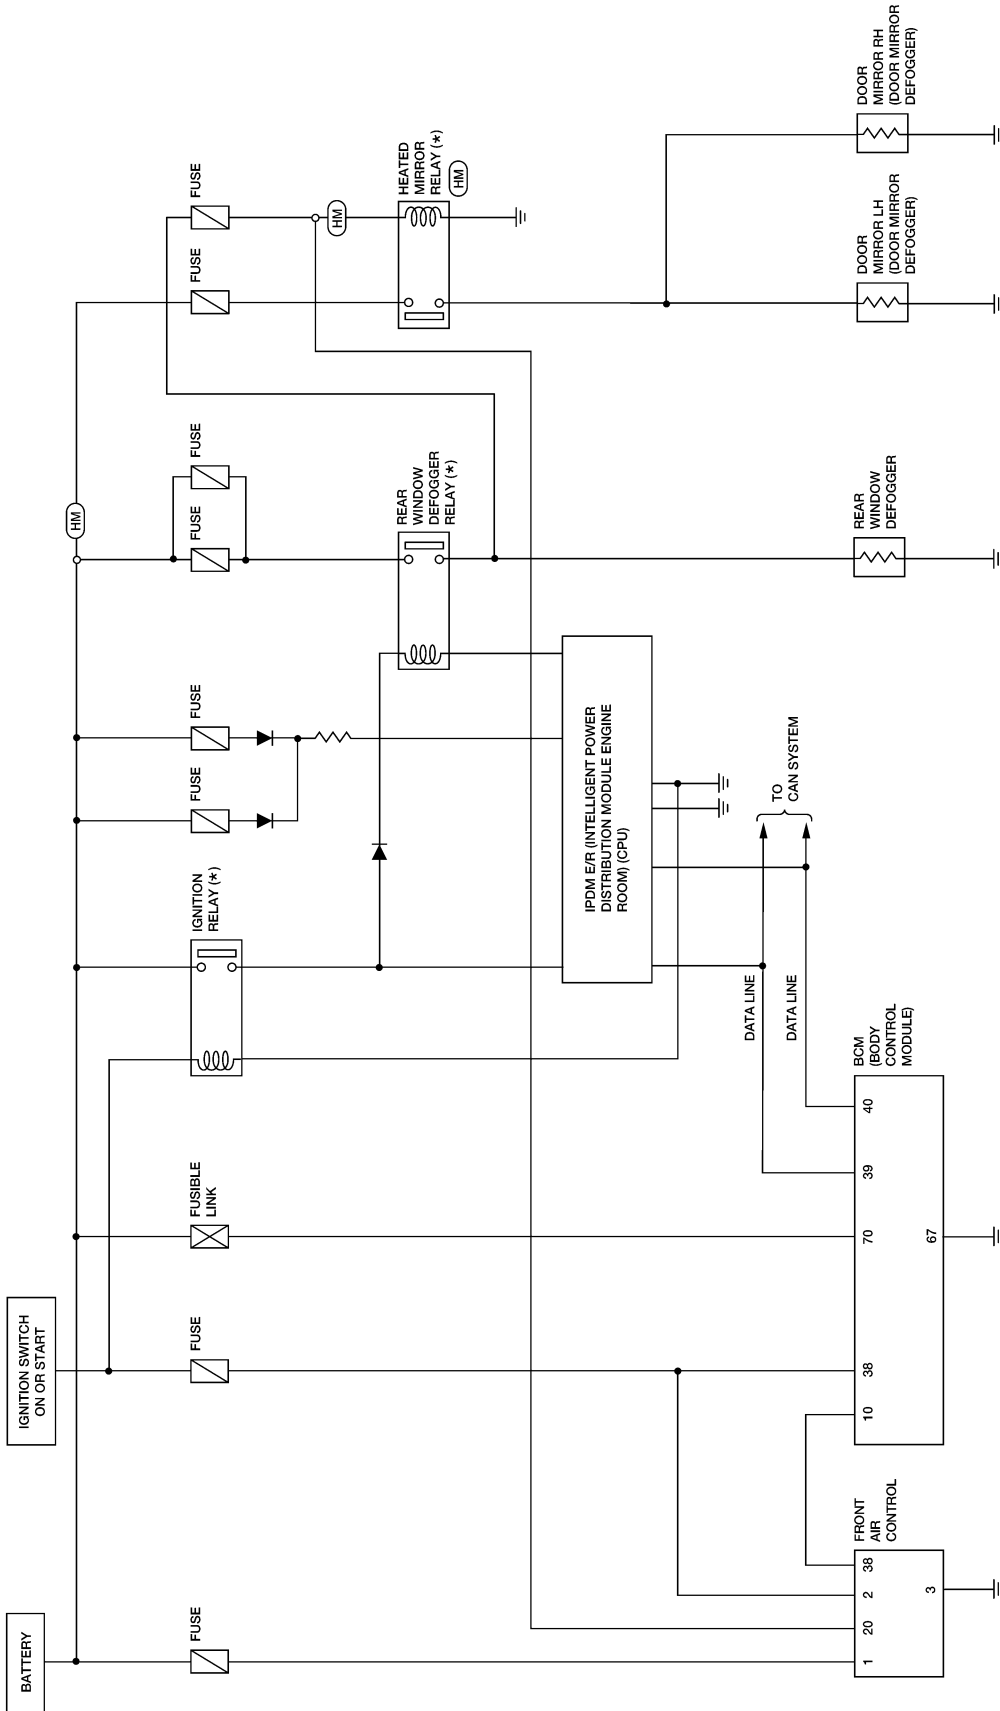 BATTERY
IGNITION SWITCH
ON OR START
FUSE
FUSE
FUSIBLE
LINK
IGNITION
RELAY (*)
FUSE
FUSE
HM
FUSE
FUSE
FUSE
FUSE
REAR
WINDOW
DEFOGGER
RELAY (*)
HM
HEATED
MIRROR
RELAY (*)
HM
IPDM E/R (INTELLIGENT POWER
DISTRIBUTION MODULE ENGINE
ROOM) (CPU)
DATA LINE
DATA LINE
TO
CAN SYSTEM
FRONT
AIR
CONTROL
1
20
2
38
3
BCM
(BODY
CONTROL
MODULE)
10
38
70
39
40
67
REAR
WINDOW
DEFOGGER
DOOR
MIRROR LH
(DOOR MIRROR
DEFOGGER)
DOOR
MIRROR RH
(DOOR MIRROR
DEFOGGER)